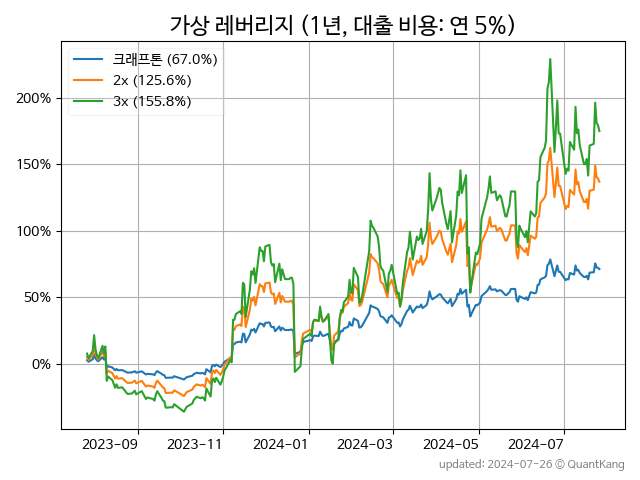 가상 레버리지 (1년, 대출 비용: 연 5%)
크래프톤 (67.0%)
2x (125.6%)
3x (155.8%)
200%
150%
100%
50%
0%
2023-09 2023-11 2024-01 2024-03 2024-05 2024-07
updated: 2024-07-26 © QuantKang